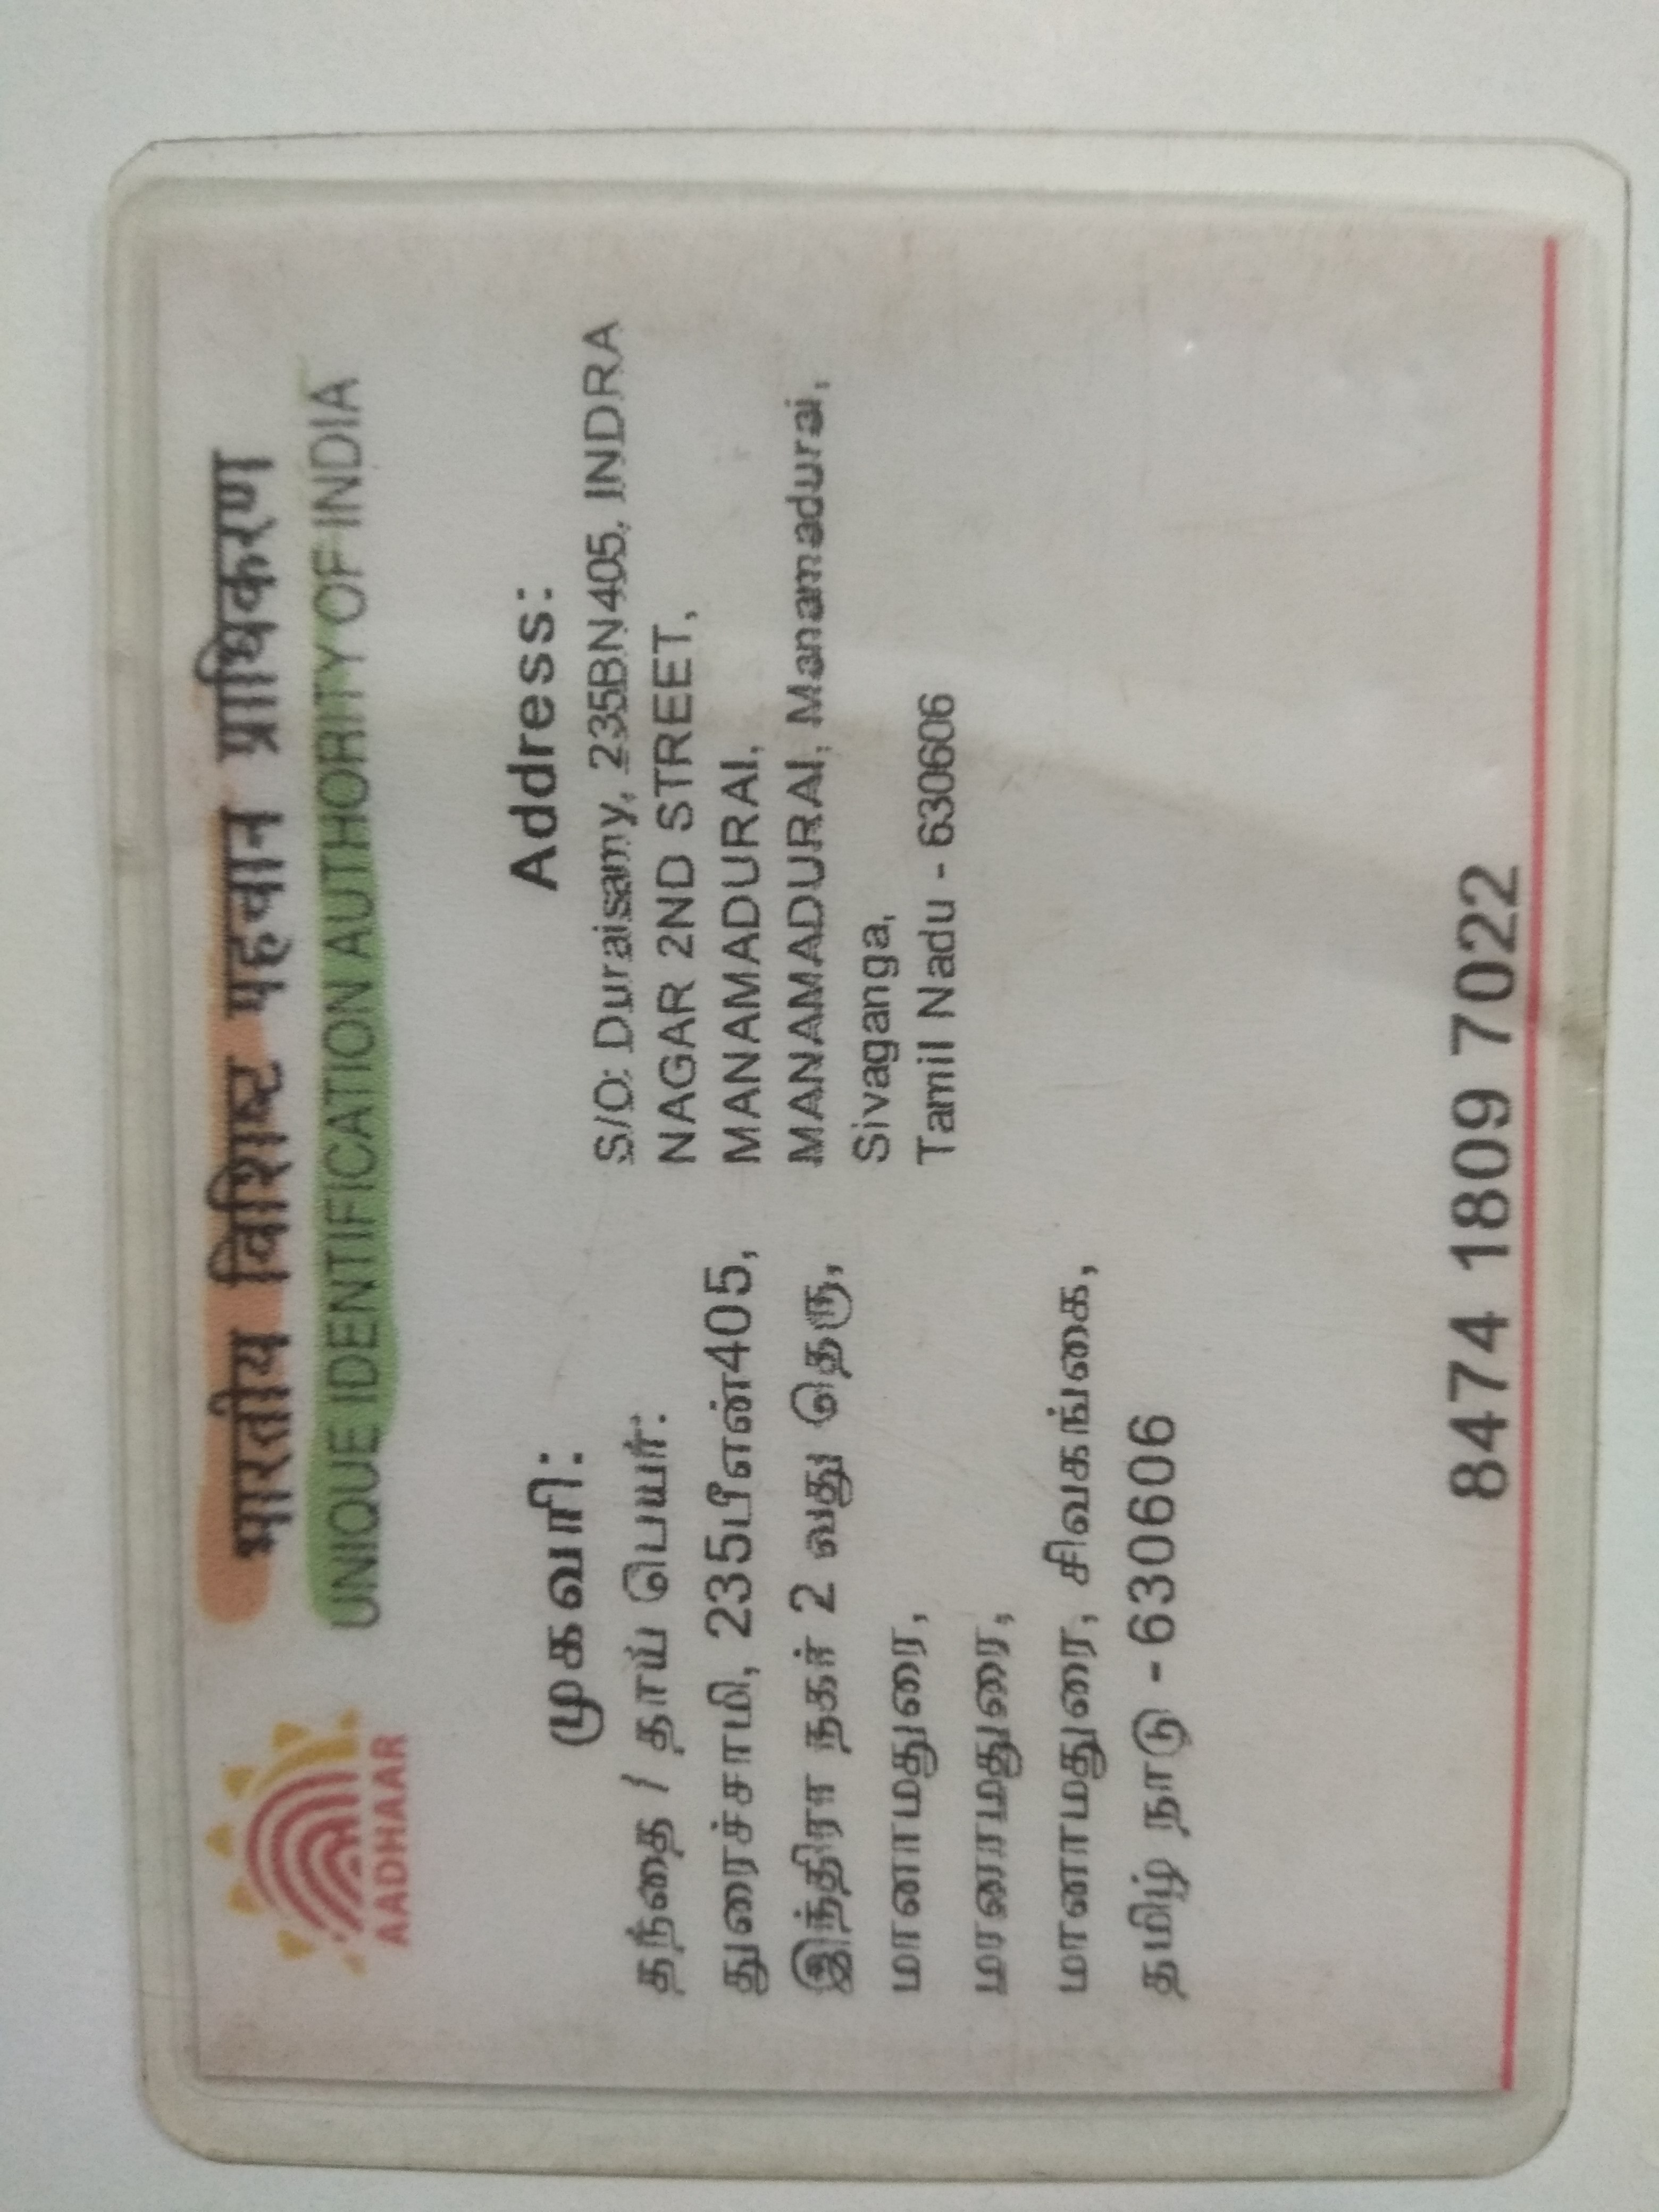 भारतीय विशिष्ट पहचान प्राधिकरण
UNIQUE IDENTIFICATION AUTHORITY OF INDIA
AADHAAR
முகவரி:
தந்தை / தாய் பெயர்:
துரைச்சாமி, 235பீஎன்405,
இந்திரா நகர் 2 வது தெரு,
மானாமதுரை,
மானாமதுரை,
மானாமதுரை, சிவகங்கை,
தமிழ் நாடு - 630606
Address:
S/O: Duraisamy, 235BN405, INDRA
NAGAR 2ND STREET,
MANAMADURAI,
MANAMADURAI, Manamadurai,
Sivaganga,
Tamil Nadu - 630606
8474 1809 7022